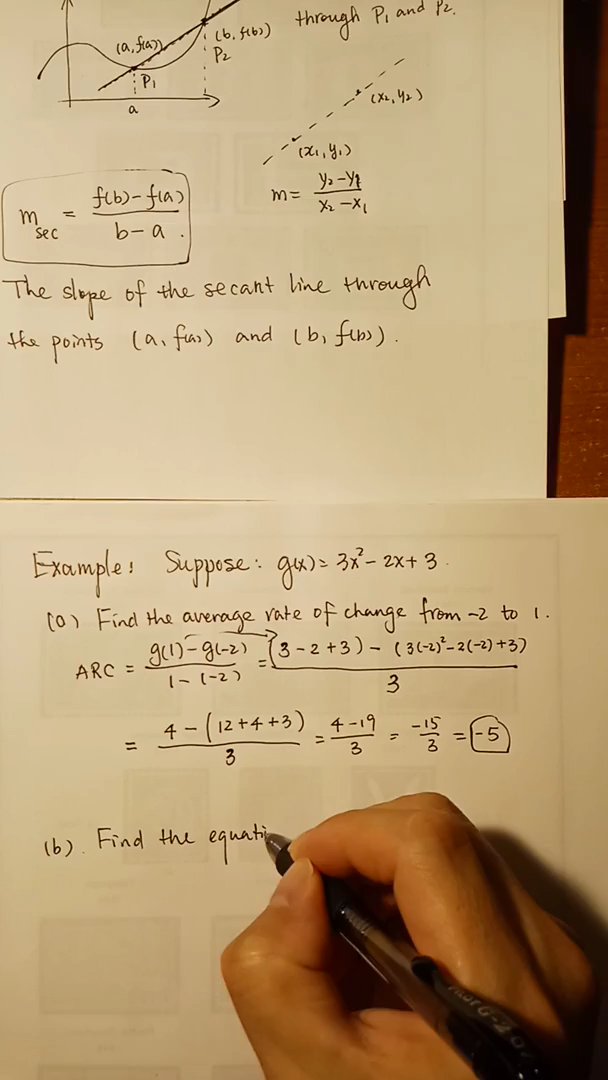 through P1 and P2.
(a, f(a))
(b, f(b))
P1
P2
a
(x2, y2)
(x1, y1)
m = (y2 - y1) / (x2 - x1)
m sec = (f(b) - f(a)) / (b - a) .
The slope of the secant line through
the points (a, f(a)) and (b, f(b)).
Example: Suppose: g(x) = 3x² - 2x + 3.
(a) Find the average rate of change from -2 to 1.
ARC = (g(1) - g(-2)) / (1 - (-2)) = ((3 - 2 + 3) - (3(-2)² - 2(-2) + 3)) / 3
= (4 - (12 + 4 + 3)) / 3 = (4 - 19) / 3 = -15 / 3 = -5
(b). Find the equati
PILOT G-2 07